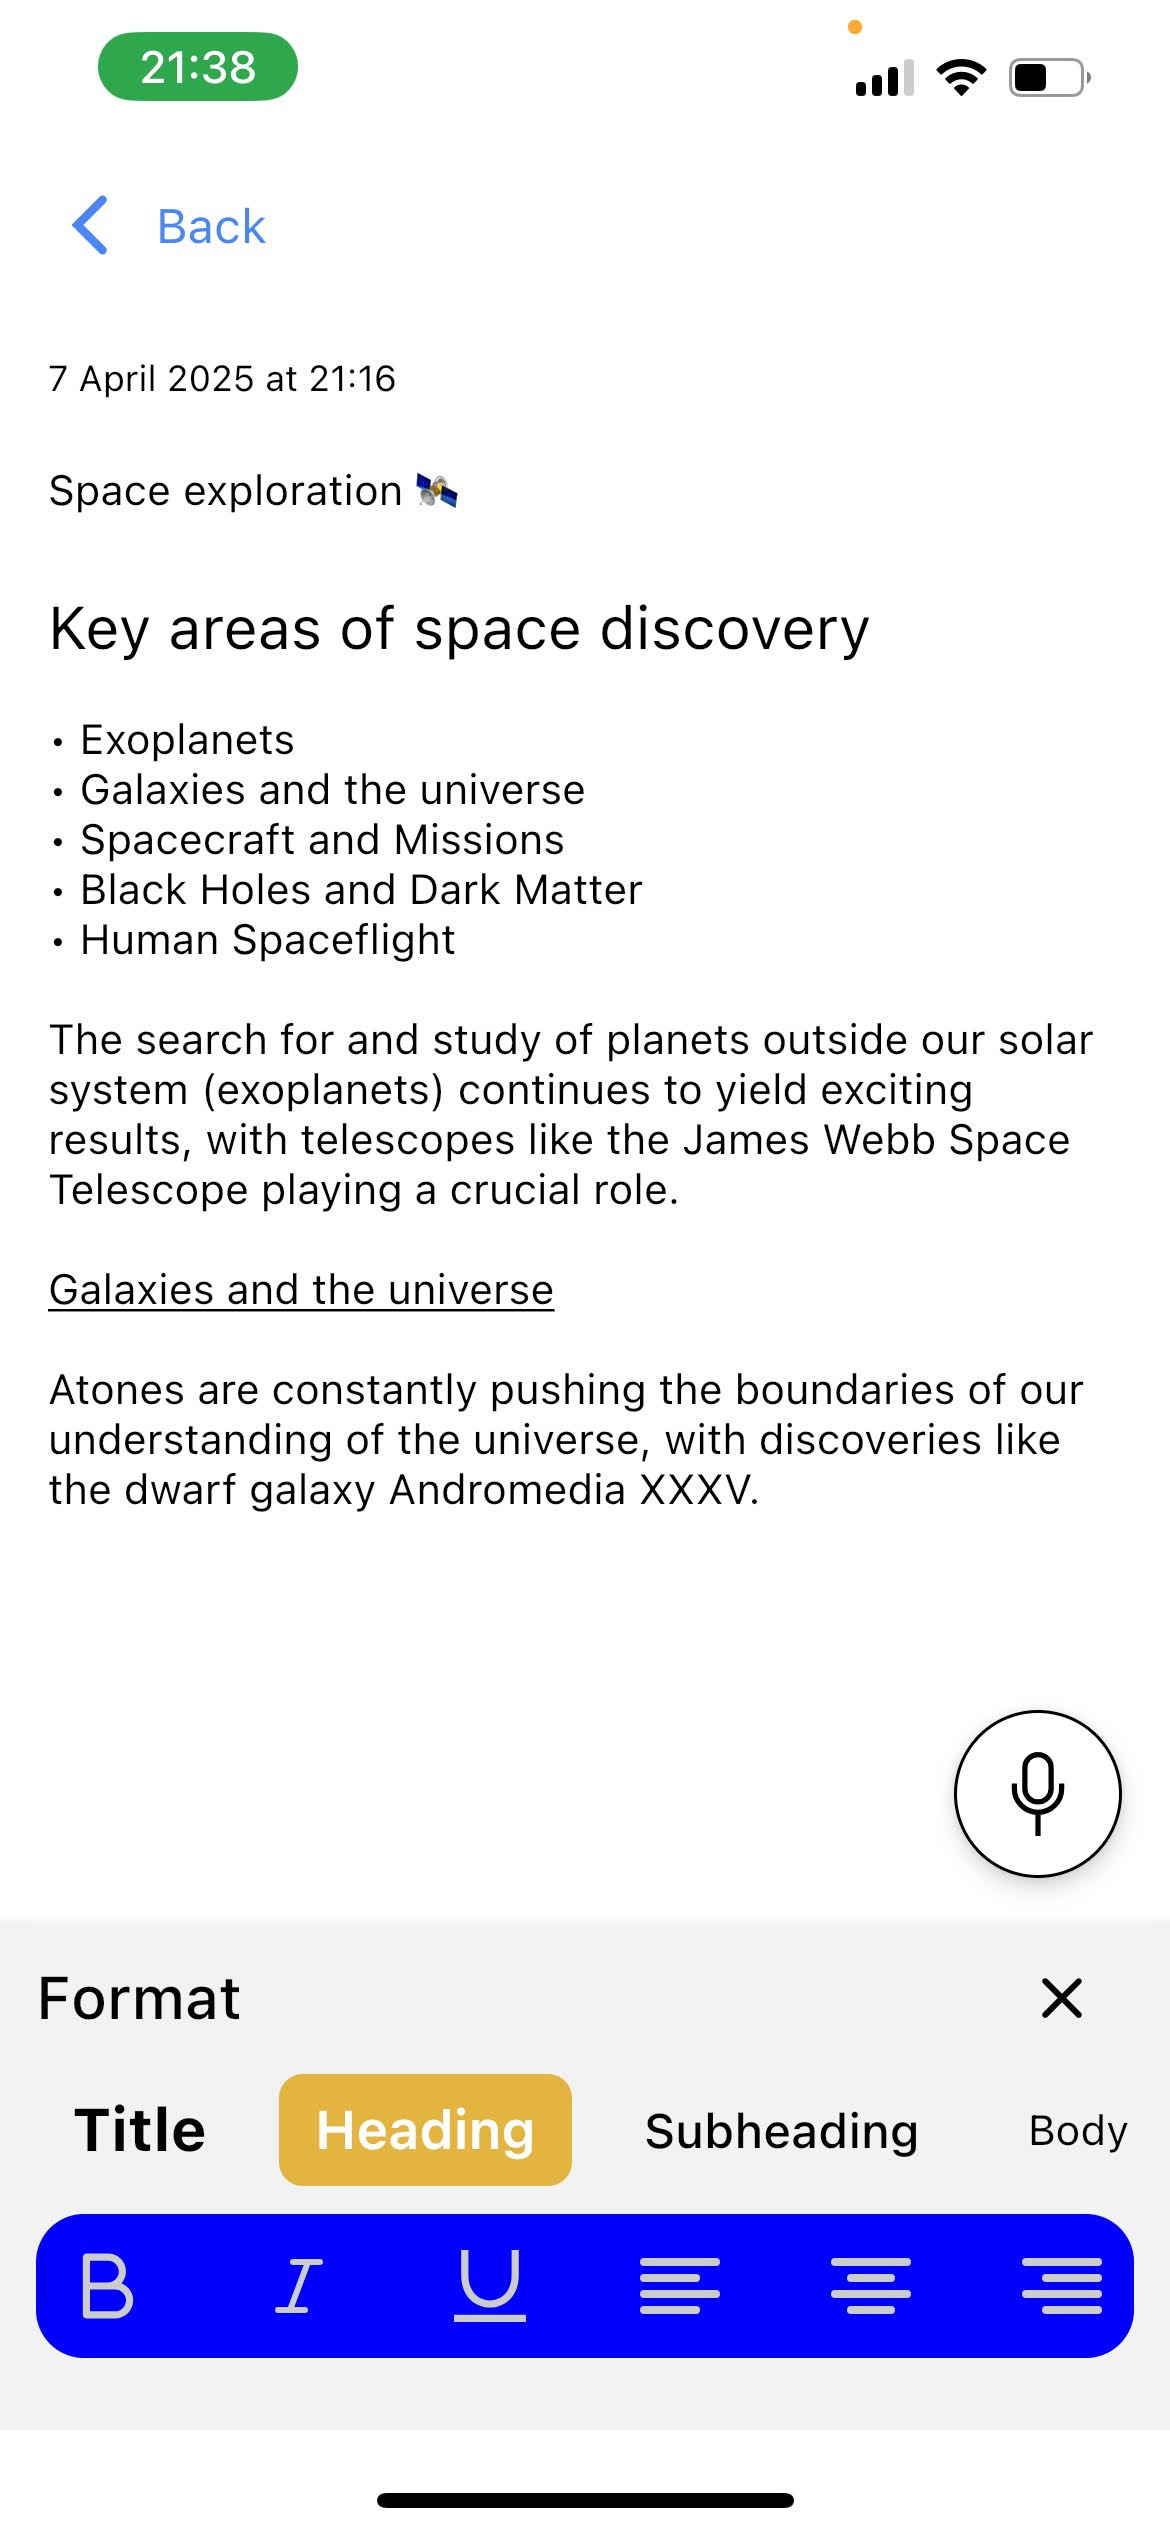 21:38
Back
7 April 2025 at 21:16
Space exploration 🛰️
Key areas of space discovery
• Exoplanets
• Galaxies and the universe
• Spacecraft and Missions
• Black Holes and Dark Matter
• Human Spaceflight
The search for and study of planets outside our solar
system (exoplanets) continues to yield exciting
results, with telescopes like the James Webb Space
Telescope playing a crucial role.
Galaxies and the universe
Atones are constantly pushing the boundaries of our
understanding of the universe, with discoveries like
the dwarf galaxy Andromedia XXXV.
Format
Title Heading Subheading Body
B I U